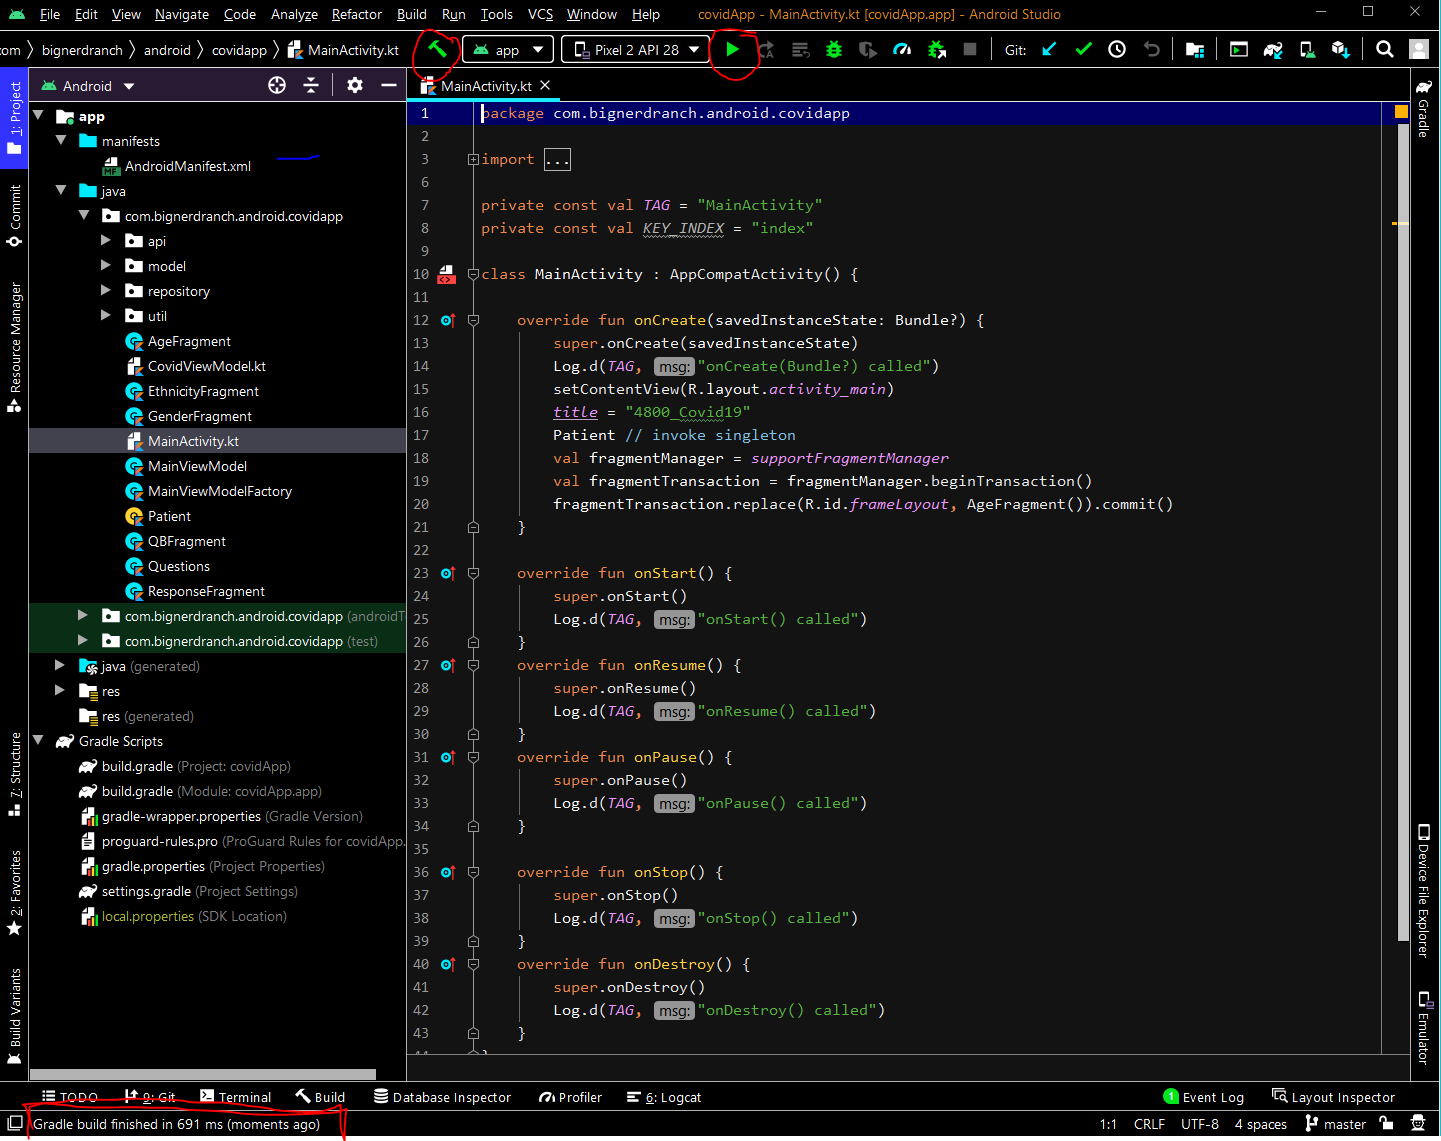 File Edit View Navigate Code Analyze Refactor Build Run Tools VCS Window Help covidApp - MainActivity.kt [covidApp.app] - Android Studio
om bignerdranch android covidapp MainActivity.kt app Pixel 2 API 28 Git:
Android
MainActivity.kt
1: Project
Commit
Resource Manager
7: Structure
2: Favorites
Build Variants
app
manifests
AndroidManifest.xml
java
com.bignerdranch.android.covidapp
api
model
repository
util
AgeFragment
CovidViewModel.kt
EthnicityFragment
GenderFragment
MainActivity.kt
MainViewModel
MainViewModelFactory
Patient
QBFragment
Questions
ResponseFragment
com.bignerdranch.android.covidapp (androidT
com.bignerdranch.android.covidapp (test)
java (generated)
res
res (generated)
Gradle Scripts
build.gradle (Project: covidApp)
build.gradle (Module: covidApp.app)
gradle-wrapper.properties (Gradle Version)
proguard-rules.pro (ProGuard Rules for covidApp.
gradle.properties (Project Properties)
settings.gradle (Project Settings)
local.properties (SDK Location)
1 package com.bignerdranch.android.covidapp
2
3 import ...
6
7 private const val TAG = "MainActivity"
8 private const val KEY_INDEX = "index"
9
10 class MainActivity : AppCompatActivity() {
11
12 override fun onCreate(savedInstanceState: Bundle?) {
13 super.onCreate(savedInstanceState)
14 Log.d(TAG, msg: "onCreate(Bundle?) called")
15 setContentView(R.layout.activity_main)
16 title = "4800_Covid19"
17 Patient // invoke singleton
18 val fragmentManager = supportFragmentManager
19 val fragmentTransaction = fragmentManager.beginTransaction()
20 fragmentTransaction.replace(R.id.frameLayout, AgeFragment()).commit()
21 }
22
23 override fun onStart() {
24 super.onStart()
25 Log.d(TAG, msg: "onStart() called")
26 }
27 override fun onResume() {
28 super.onResume()
29 Log.d(TAG, msg: "onResume() called")
30 }
31 override fun onPause() {
32 super.onPause()
33 Log.d(TAG, msg: "onPause() called")
34 }
35
36 override fun onStop() {
37 super.onStop()
38 Log.d(TAG, msg: "onStop() called")
39 }
40 override fun onDestroy() {
41 super.onDestroy()
42 Log.d(TAG, msg: "onDestroy() called")
43 }
Gradle
Device File Explorer
Emulator
TODO 9: Git Terminal Build Database Inspector Profiler 6: Logcat 1 Event Log Layout Inspector
Gradle build finished in 691 ms (moments ago) 1:1 CRLF UTF-8 4 spaces master